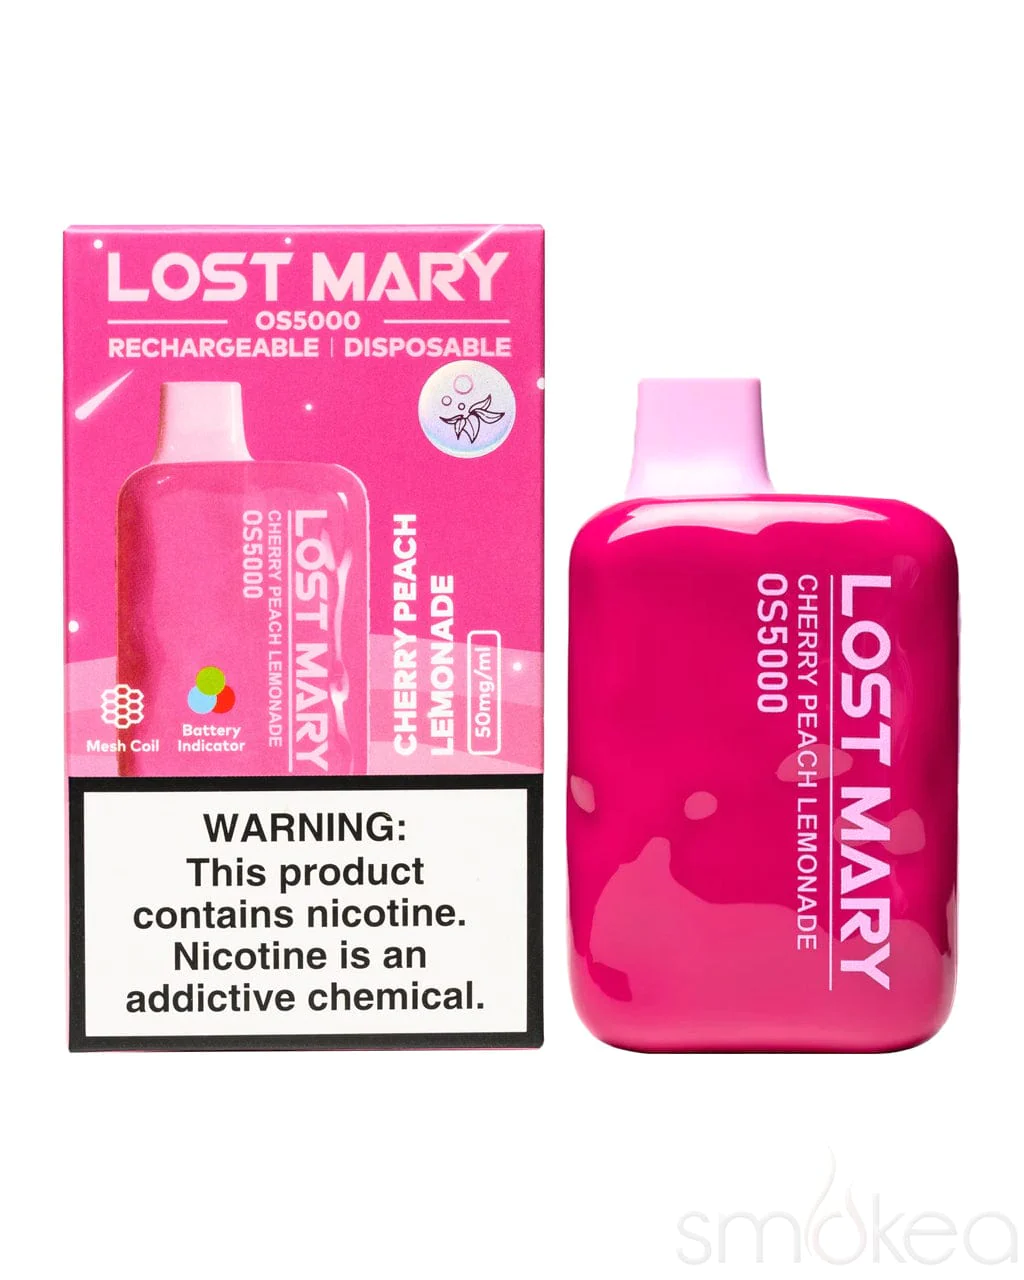 LOST MARY
OS5000
RECHARGEABLE | DISPOSABLE
LOST MARY
CHERRY PEACH LEMONADE
OS5000
CHERRY PEACH
LEMONADE
50mg/ml
Mesh Coil
Battery
Indicator
WARNING:
This product
contains nicotine.
Nicotine is an
addictive chemical.
LOST MARY
CHERRY PEACH LEMONADE
OS5000
smokea